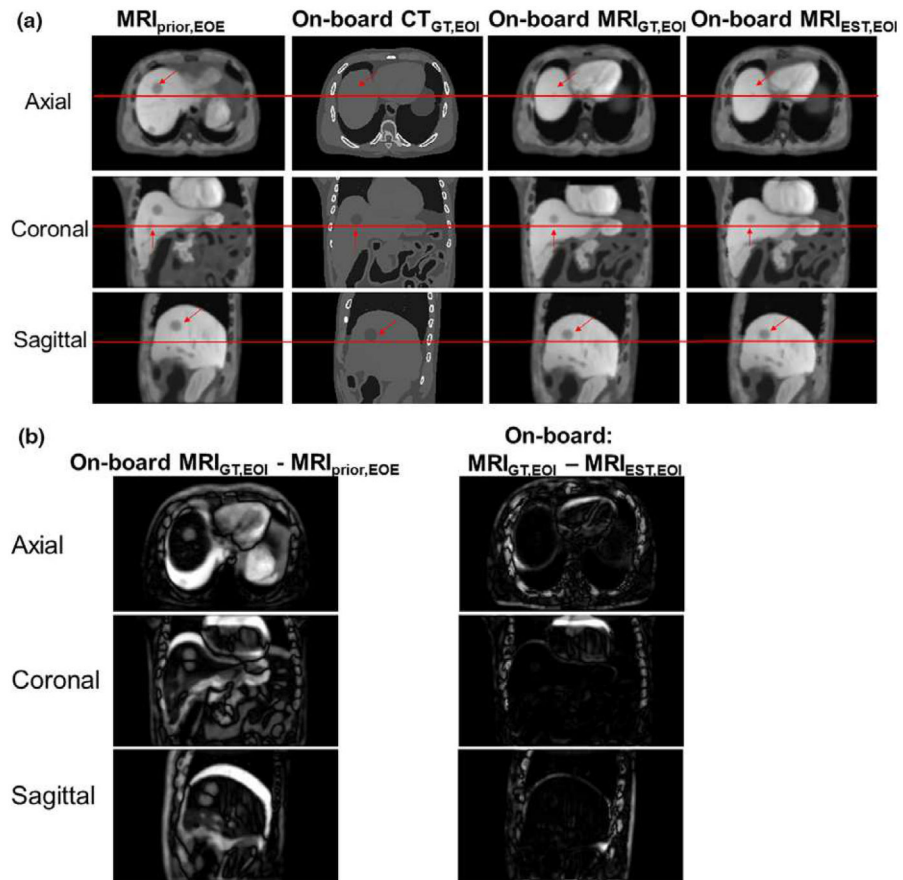 (a)
MRIprior,EOE On-board CTGT,EOI On-board MRIGT,EOI On-board MRIEST,EOI
Axial
Coronal
Sagittal
(b)
On-board MRIGT,EOI - MRIprior,EOE
On-board:
MRIGT,EOI – MRIEST,EOI
Axial
Coronal
Sagittal